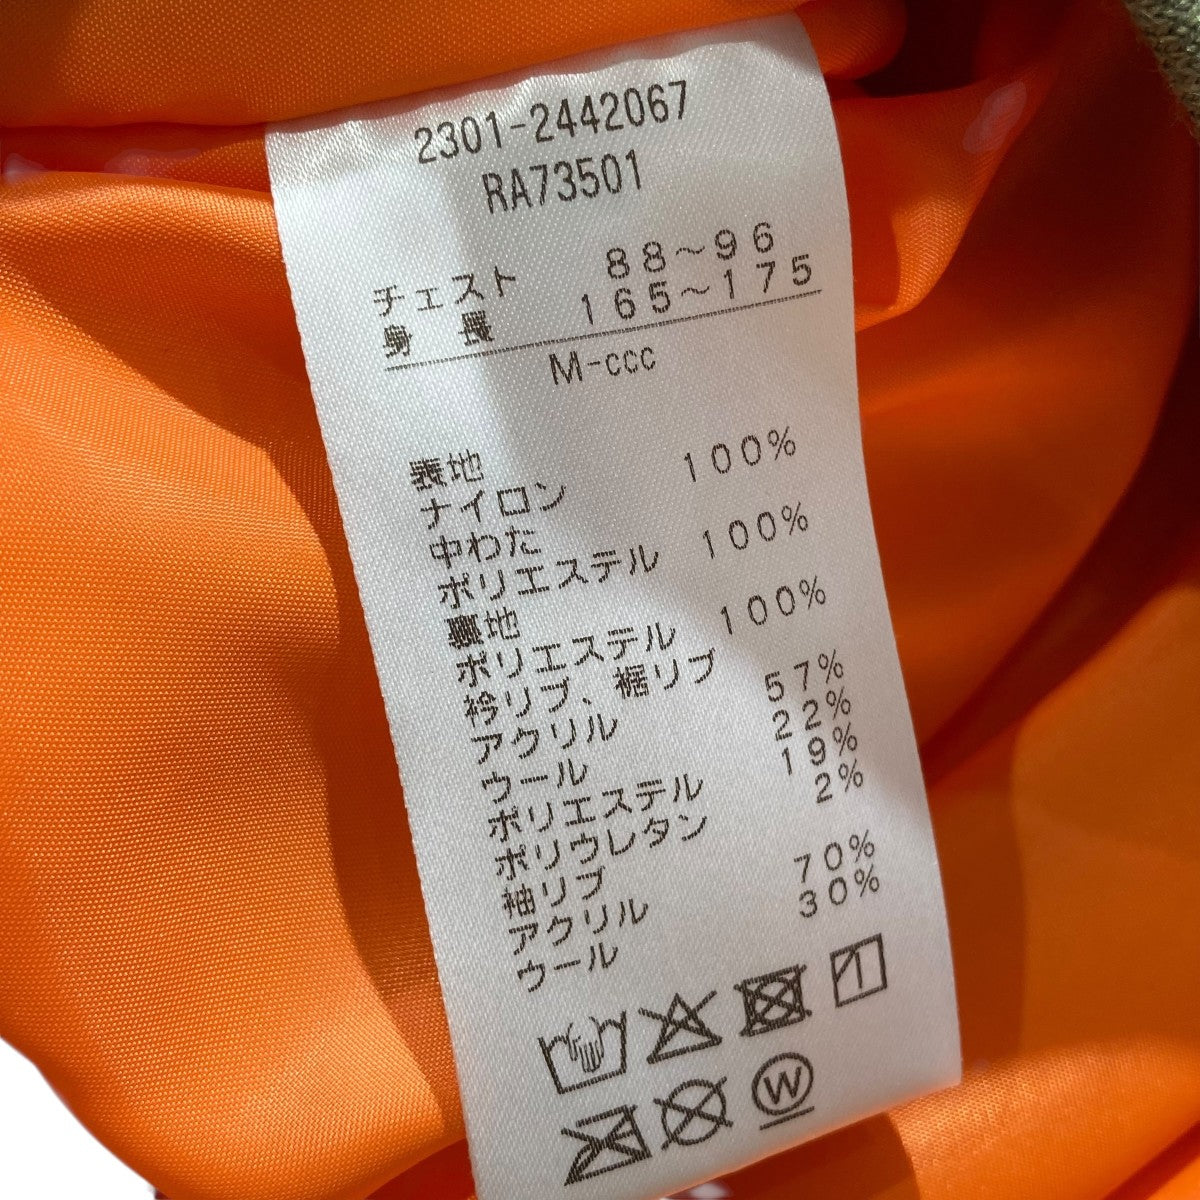 2301-2442067
RA73501
チェスト 88～96
身長 165～175
M-ccc
表地
ナイロン 100%
中わた
ポリエステル 100%
裏地
ポリエステル 100%
衿リブ、裾リブ
アクリル 57%
ウール 22%
ポリエステル 19%
ポリウレタン 2%
袖リブ
アクリル 70%
ウール 30%
W